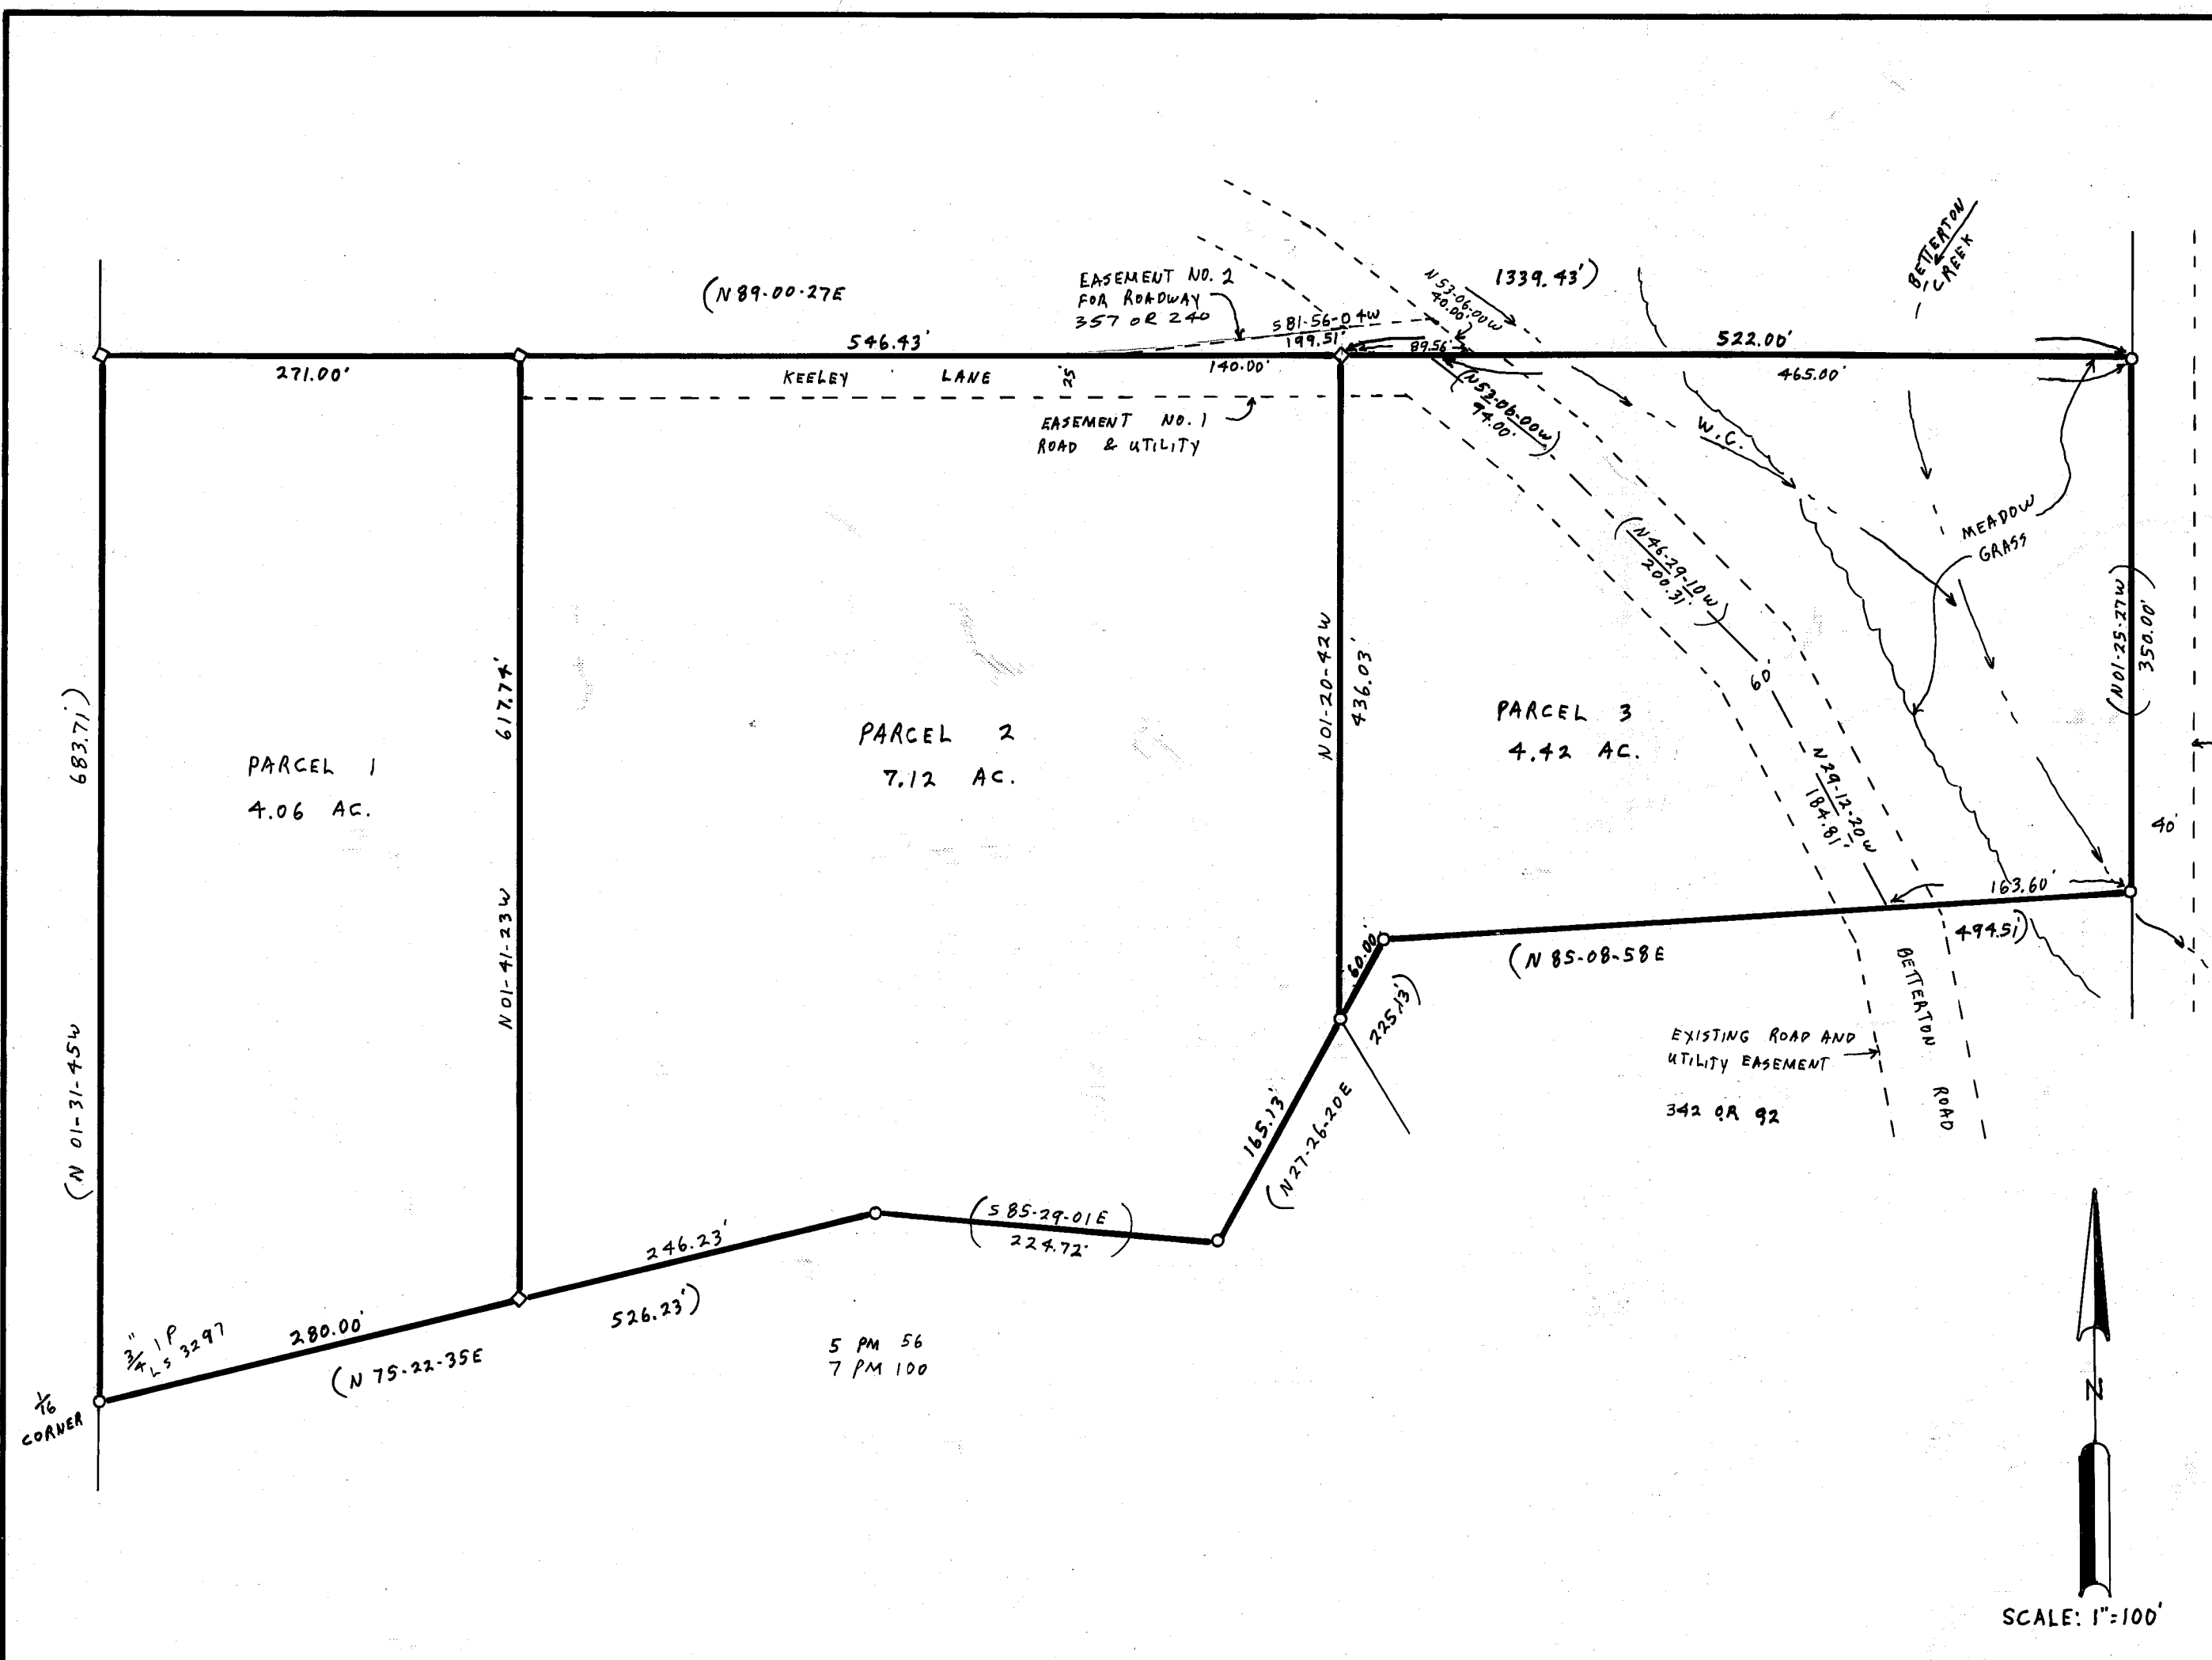 BETTERTON
CREEK
(N 89-00-27E
1339.43')
EASEMENT NO. 2
FOR ROADWAY
357 OR 240
N53-06-00W
40.00'
S 81-56-04W
199.51'
89.56'
546.43'
522.00'
271.00'
KEELEY LANE
25'
140.00'
465.00'
EASEMENT NO. 1
ROAD & UTILITY
(N53-06-00W)
94.00'
W.C.
MEADOW
GRASS
(N46-29-10W)
200.31'
60'
(N01-25-27W)
350.00'
683.71')
(N 01-31-45W
617.74'
N01-41-23W
N01-20-42W
436.03'
PARCEL 1
4.06 AC.
PARCEL 2
7.12 AC.
PARCEL 3
4.42 AC.
N29-12-20W
184.81'
40'
163.60'
494.51')
(N 85-08-58E
60.00'
225.13')
165.13'
(N27-26-20E
BETTERTON ROAD
EXISTING ROAD AND
UTILITY EASEMENT
342 OR 92
(S 85-29-01E)
224.72'
246.23'
526.23')
280.00'
(N 75-22-35E
3/4" IP
LS 3297
1/16
CORNER
5 PM 56
7 PM 100
N
SCALE: 1"=100'